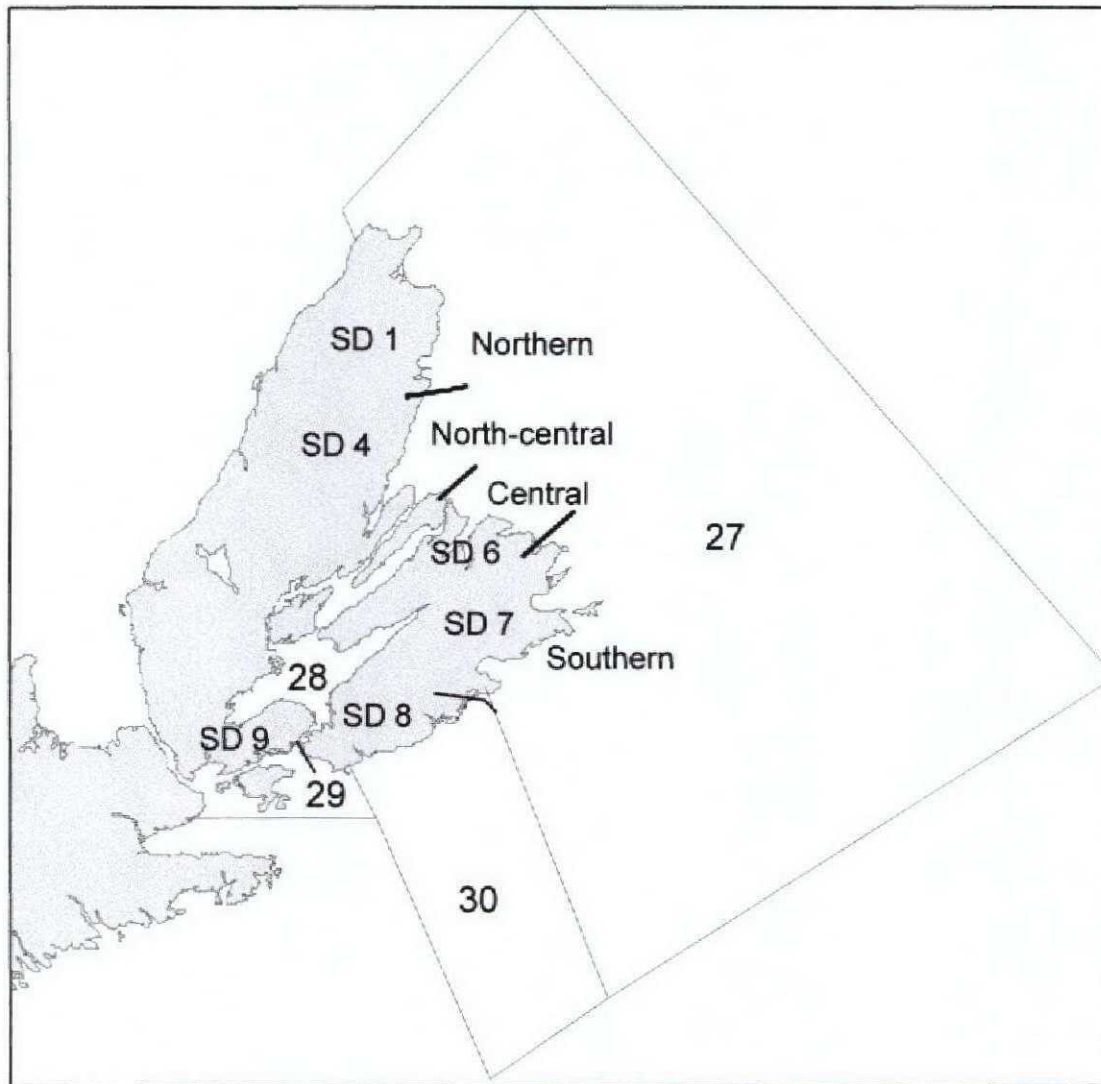 SD 1
Northern
SD 4
North-central
Central
SD 6
27
SD 7
Southern
28
SD 8
SD 9
29
30